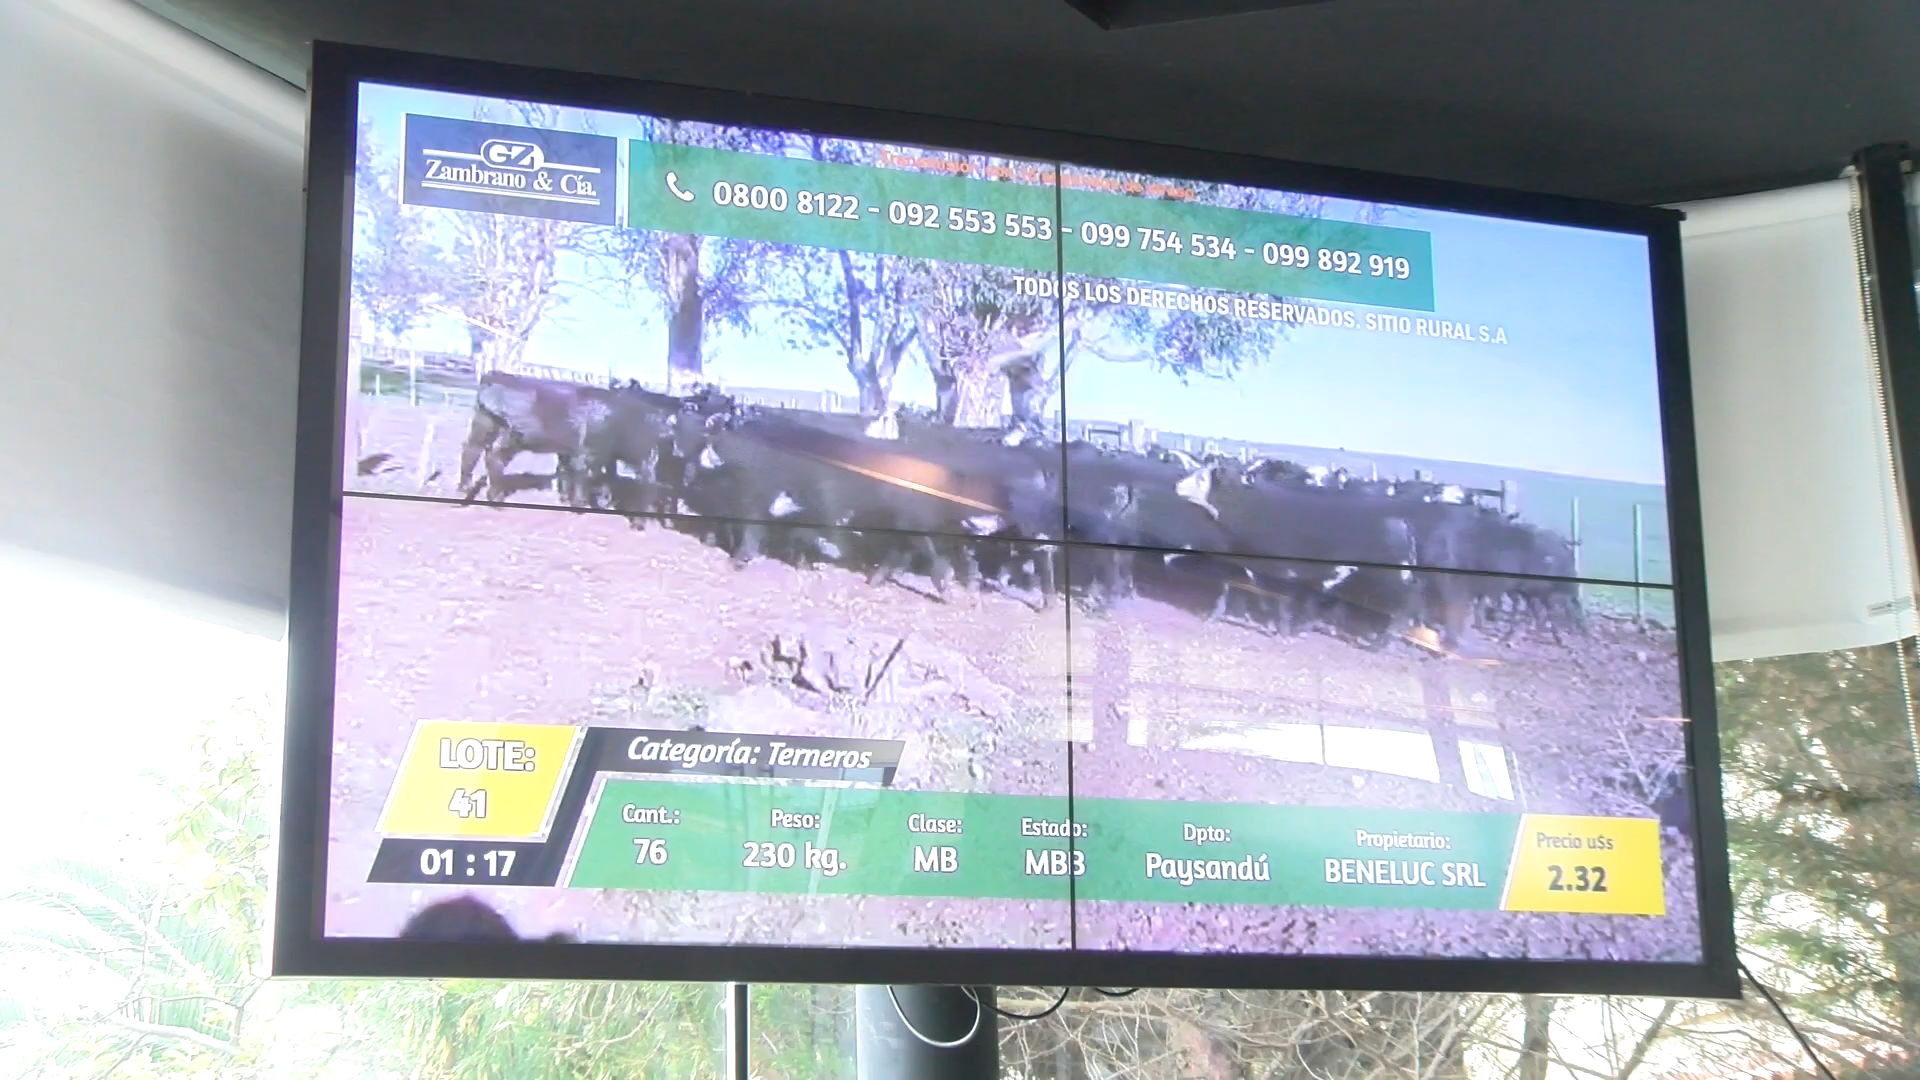 GZ
Zambrano & Cía.
0800 8122 - 092 553 553 - 099 754 534 - 099 892 919
TODOS LOS DERECHOS RESERVADOS. SITIO RURAL S.A
LOTE:
41
01 : 17
Categoría: Terneros
Cant.: Peso: Clase: Estado: Dpto: Propietario: Precio u$s
76 230 kg. MB MBB Paysandú BENELUC SRL 2.32